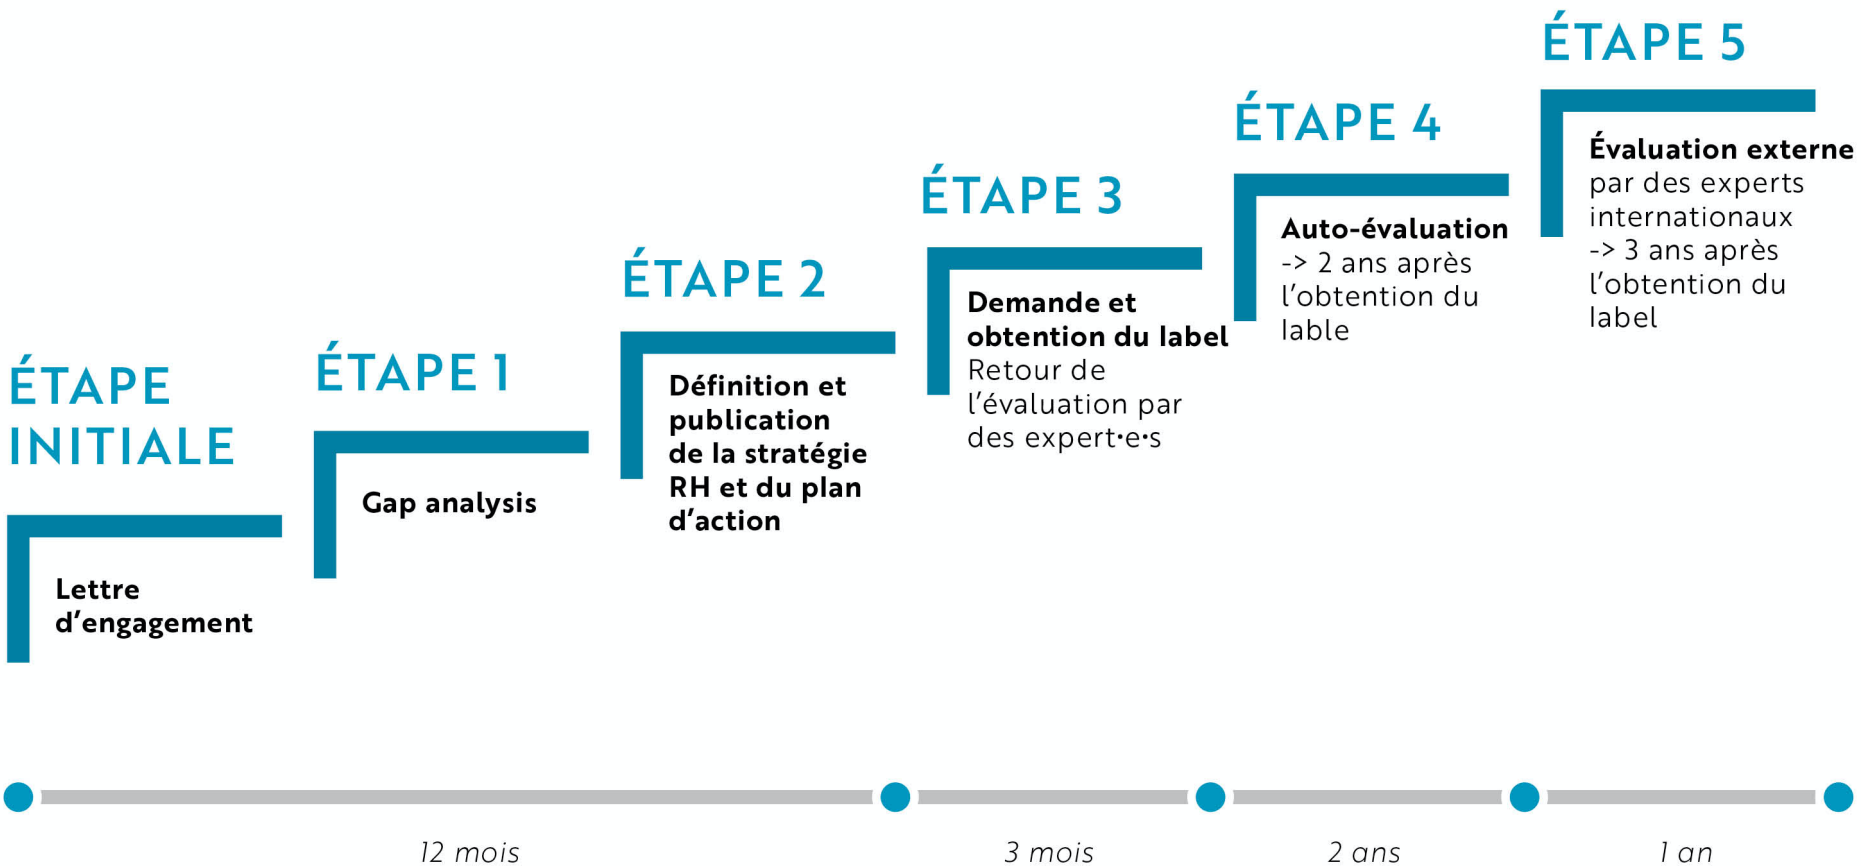 ÉTAPE
INITIALE
Lettre
d’engagement
ÉTAPE 1
Gap analysis
ÉTAPE 2
Définition et
publication
de la stratégie
RH et du plan
d’action
ÉTAPE 3
Demande et
obtention du label
Retour de
l’évaluation par
des expert·e·s
ÉTAPE 4
Auto-évaluation
-> 2 ans après
l’obtention du
lable
ÉTAPE 5
Évaluation externe
par des experts
internationaux
-> 3 ans après
l’obtention du
label
12 mois
3 mois
2 ans
1 an